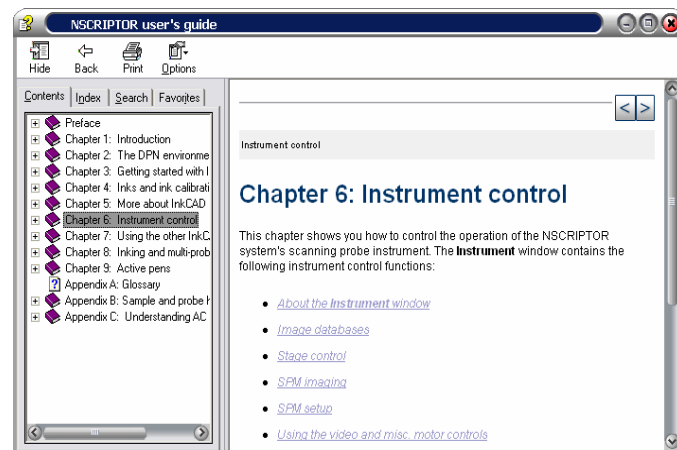 NSCRIPTOR user's guide
Hide Back Print Options
Contents Index Search Favorites
Preface
Chapter 1: Introduction
Chapter 2: The DPN environme
Chapter 3: Getting started with I
Chapter 4: Inks and ink calibrati
Chapter 5: More about InkCAD
Chapter 6: Instrument control
Chapter 7: Using the other InkC
Chapter 8: Inking and multi-prob
Chapter 9: Active pens
Appendix A: Glossary
Appendix B: Sample and probe h
Appendix C: Understanding AC
< >
Instrument control
Chapter 6: Instrument control
This chapter shows you how to control the operation of the NSCRIPTOR
system's scanning probe instrument. The Instrument window contains the
following instrument control functions:
• About the Instrument window
• Image databases
• Stage control
• SPM imaging
• SPM setup
• Using the video and misc. motor controls